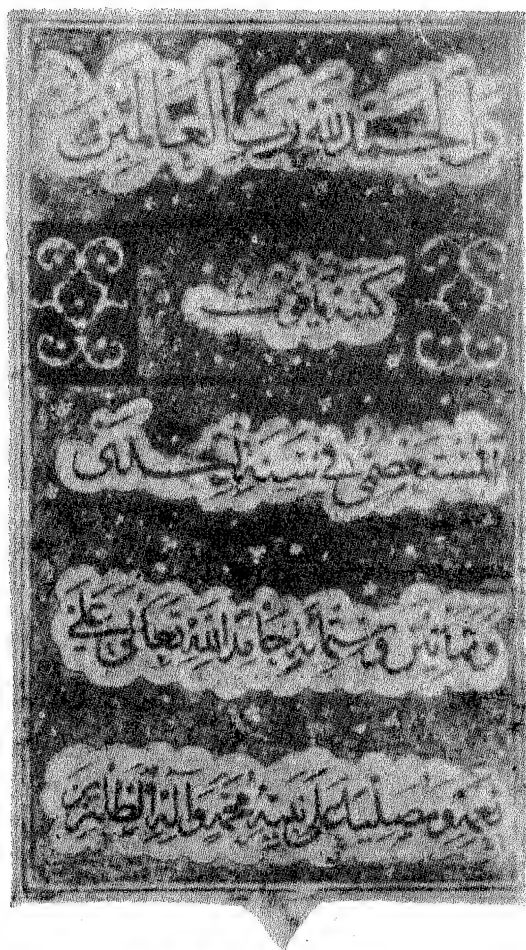 والحمد لله رب العالمين
كتبه ياقوت
المستعصمي في سنة إحدى
وثمانين وستمائة حامدا لله تعالى على
نعمه ومصليا على نبيه محمد وآله الطاهرين